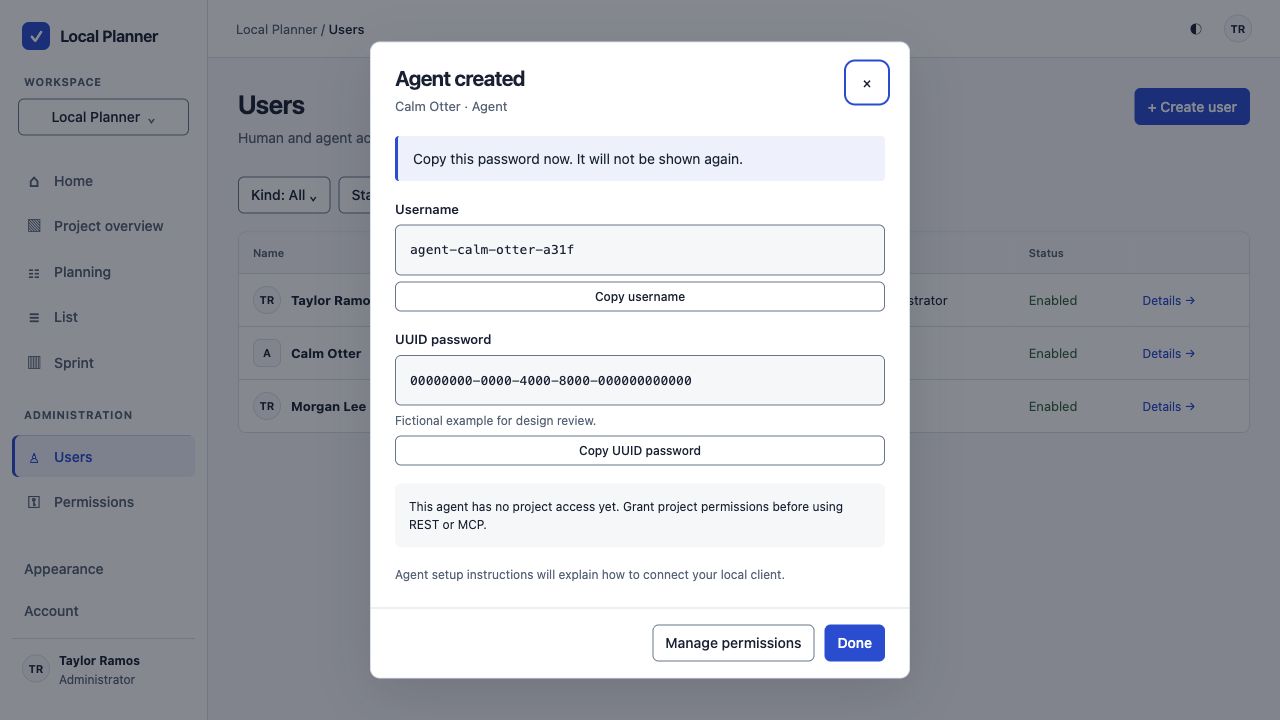 Local Planner
WORKSPACE
Local Planner
Home
Project overview
Planning
List
Sprint
ADMINISTRATION
Users
Permissions
Appearance
Account
TR
Taylor Ramos
Administrator
Local Planner / Users
TR
Users
Human and agent ac
+ Create user
Kind: All
Sta
Name
Status
TR Taylor Ramo
strator
Enabled
Details →
A Calm Otter
Enabled
Details →
TR Morgan Lee
Enabled
Details →
Agent created
×
Calm Otter · Agent
Copy this password now. It will not be shown again.
Username
agent-calm-otter-a31f
Copy username
UUID password
00000000-0000-4000-8000-000000000000
Fictional example for design review.
Copy UUID password
This agent has no project access yet. Grant project permissions before using
REST or MCP.
Agent setup instructions will explain how to connect your local client.
Manage permissions
Done